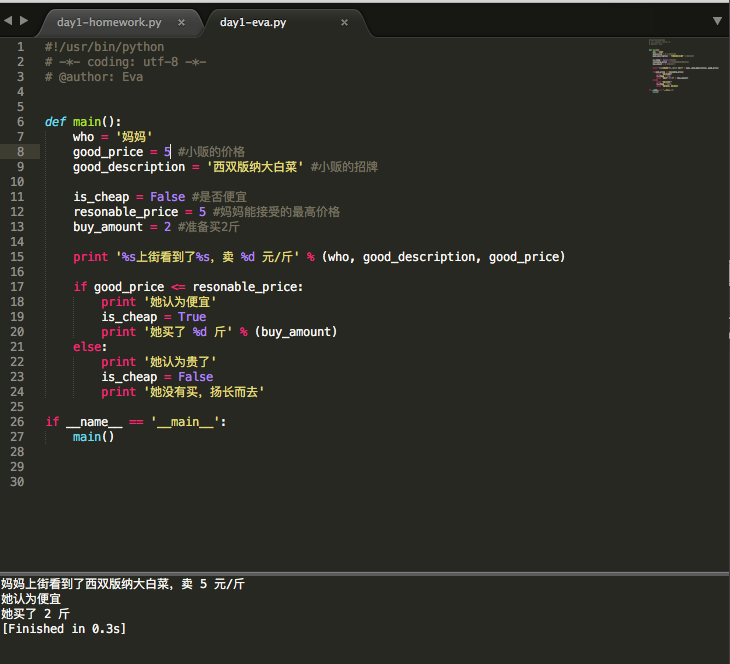 day1-homework.py × day1-eva.py ×
1 #!/usr/bin/python
2 # -*- coding: utf-8 -*-
3 # @author: Eva
4
5
6 def main():
7 who = '妈妈'
8 good_price = 5 #小贩的价格
9 good_description = '西双版纳大白菜' #小贩的招牌
10
11 is_cheap = False #是否便宜
12 resonable_price = 5 #妈妈能接受的最高价格
13 buy_amount = 2 #准备买2斤
14
15 print '%s上街看到了%s，卖 %d 元/斤' % (who, good_description, good_price)
16
17 if good_price <= resonable_price:
18 print '她认为便宜'
19 is_cheap = True
20 print '她买了 %d 斤' % (buy_amount)
21 else:
22 print '她认为贵了'
23 is_cheap = False
24 print '她没有买，扬长而去'
25
26 if __name__ == '__main__':
27 main()
28
29
30
妈妈上街看到了西双版纳大白菜，卖 5 元/斤
她认为便宜
她买了 2 斤
[Finished in 0.3s]